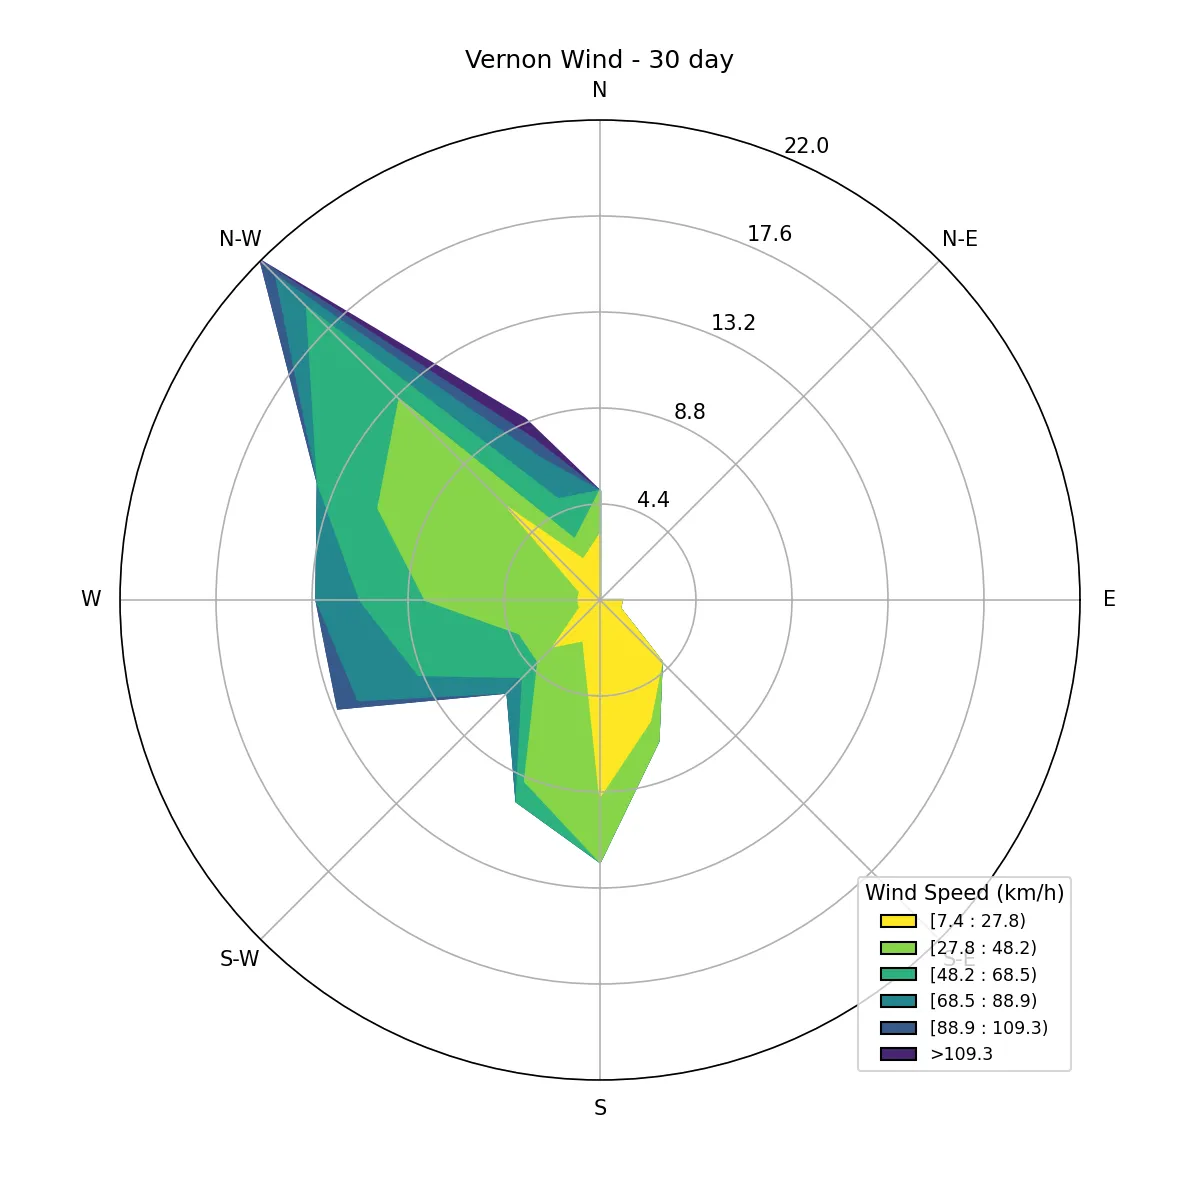 Vernon Wind - 30 day
N
22.0
N-W
N-E
17.6
13.2
8.8
4.4
W
E
S-W
S-E
S
Wind Speed (km/h)
[7.4 : 27.8)
[27.8 : 48.2)
[48.2 : 68.5)
[68.5 : 88.9)
[88.9 : 109.3)
>109.3